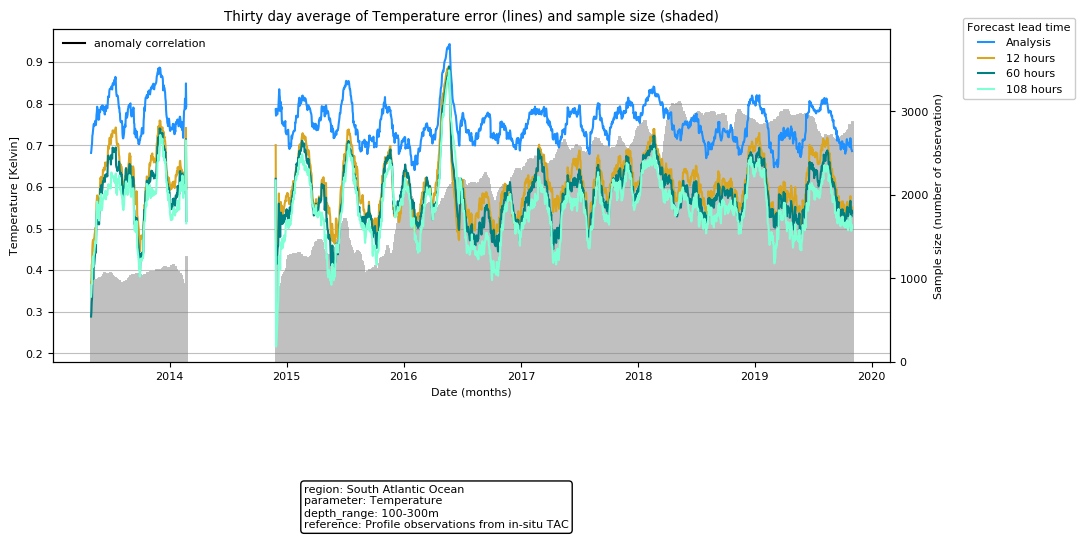 Thirty day average of Temperature error (lines) and sample size (shaded)
Forecast lead time
Analysis
12 hours
60 hours
108 hours
anomaly correlation
Temperature [Kelvin]
0.9
0.8
0.7
0.6
0.5
0.4
0.3
0.2
3000
2000
1000
0
Sample size (number of observation)
2014
2015
2016
2017
2018
2019
2020
Date (months)
region: South Atlantic Ocean
parameter: Temperature
depth_range: 100-300m
reference: Profile observations from in-situ TAC